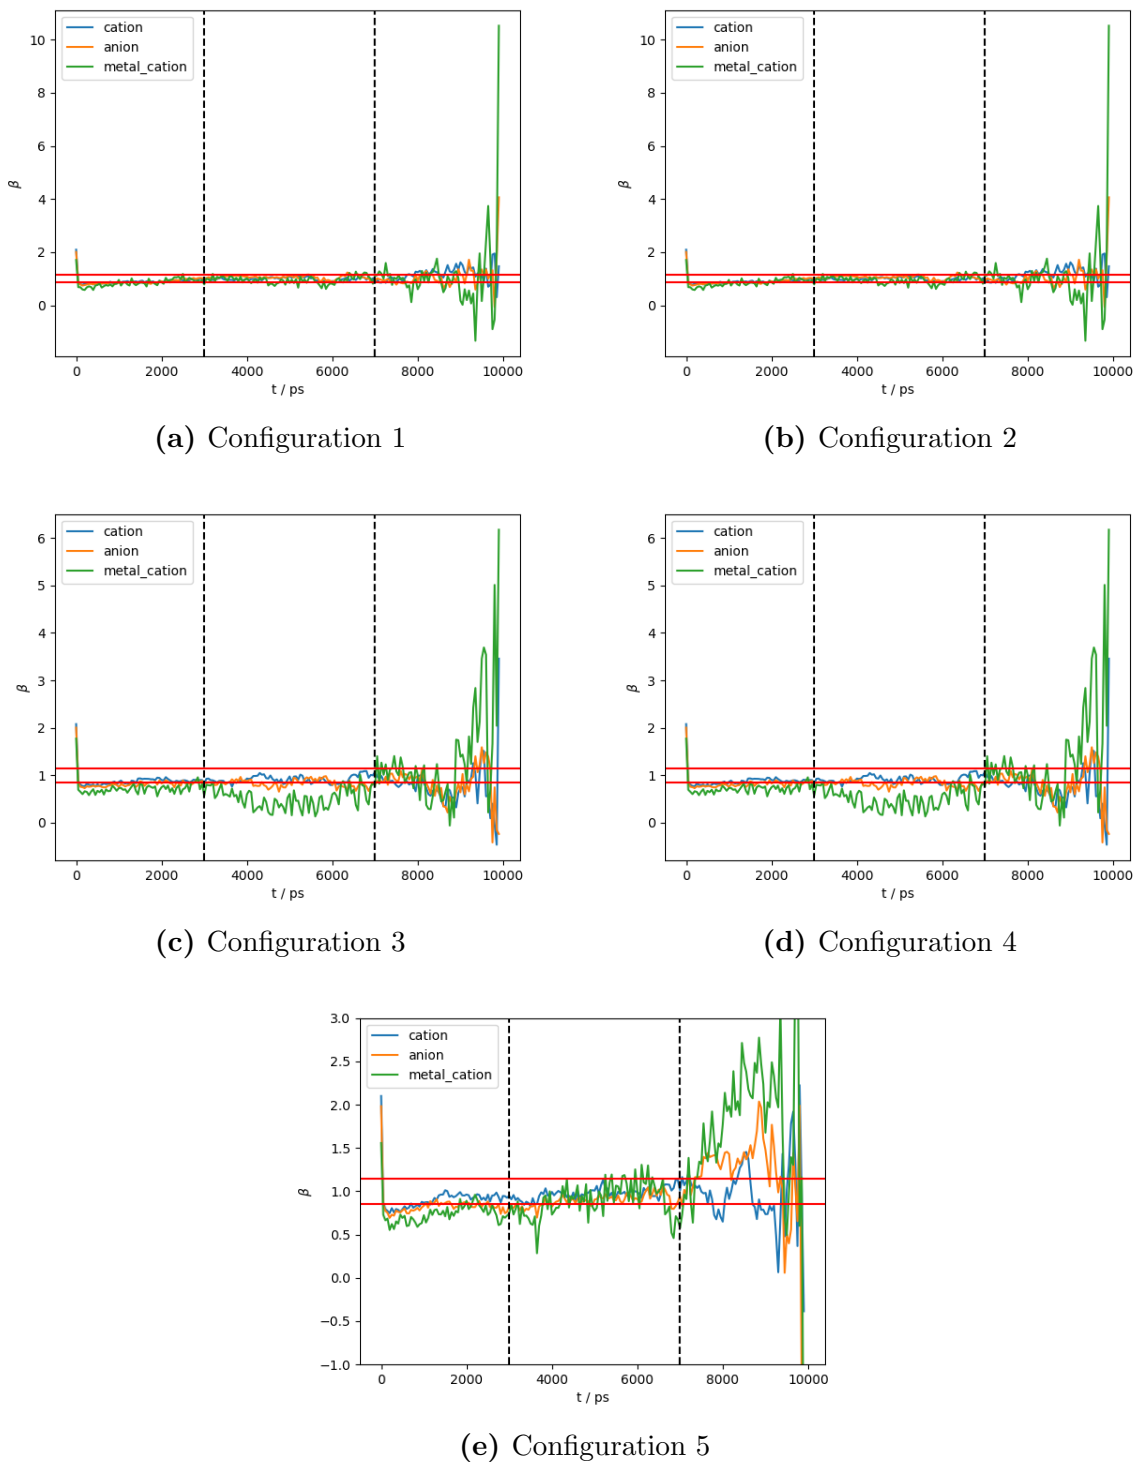 cation
anion
metal_cation
10
8
6
4
2
0
β
0 2000 4000 6000 8000 10000
t / ps
(a) Configuration 1
cation
anion
metal_cation
10
8
6
4
2
0
β
0 2000 4000 6000 8000 10000
t / ps
(b) Configuration 2
cation
anion
metal_cation
6
5
4
3
2
1
0
β
0 2000 4000 6000 8000 10000
t / ps
(c) Configuration 3
cation
anion
metal_cation
6
5
4
3
2
1
0
β
0 2000 4000 6000 8000 10000
t / ps
(d) Configuration 4
cation
anion
metal_cation
3.0
2.5
2.0
1.5
1.0
0.5
0.0
−0.5
−1.0
β
0 2000 4000 6000 8000 10000
t / ps
(e) Configuration 5